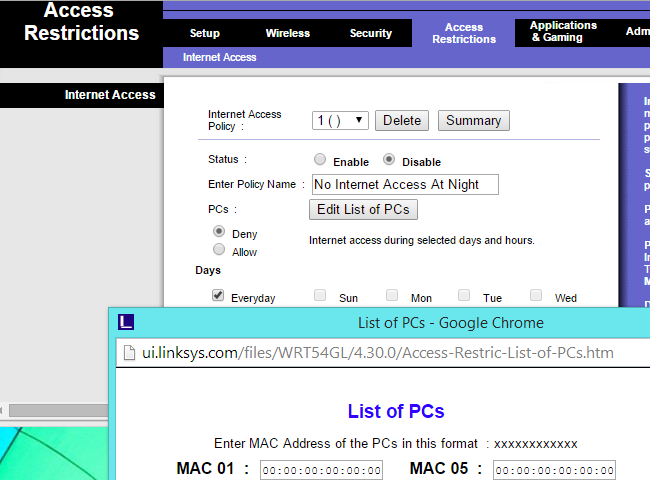 Access
Restrictions
Setup
Wireless
Security
Access
Restrictions
Applications
& Gaming
Internet Access
Internet Access
Internet Access
Policy :
1 ( )
Delete
Summary
Status :
Enable
Disable
Enter Policy Name :
No Internet Access At Night
PCs :
Edit List of PCs
Deny
Allow
Internet access during selected days and hours.
Days
Everyday
Sun
Mon
Tue
Wed
L
List of PCs - Google Chrome
ui.linksys.com/files/WRT54GL/4.30.0/Access-Restric-List-of-PCs.htm
List of PCs
Enter MAC Address of the PCs in this format : xxxxxxxxxxxx
MAC 01 :
00:00:00:00:00:00
MAC 05 :
00:00:00:00:00:00